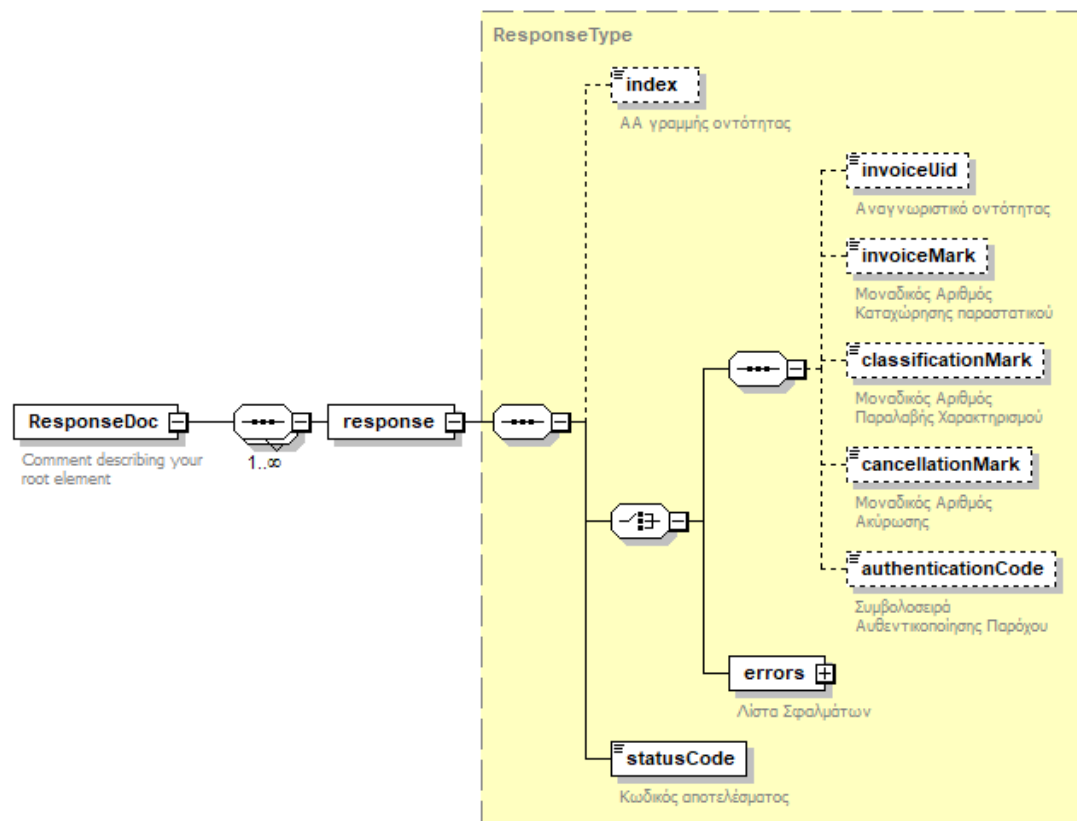 ResponseType
index
ΑΑ γραμμής οντότητας
invoiceUid
Αναγνωριστικό οντότητας
invoiceMark
Μοναδικός Αριθμός
Καταχώρησης παραστατικού
classificationMark
Μοναδικός Αριθμός
Παραλαβής Χαρακτηρισμού
ResponseDoc
response
Comment describing your
root element
1..∞
cancellationMark
Μοναδικός Αριθμός
Ακύρωσης
authenticationCode
Συμβολοσειρά
Αυθεντικοποίησης Παρόχου
errors
Λίστα Σφαλμάτων
statusCode
Κωδικός αποτελέσματος